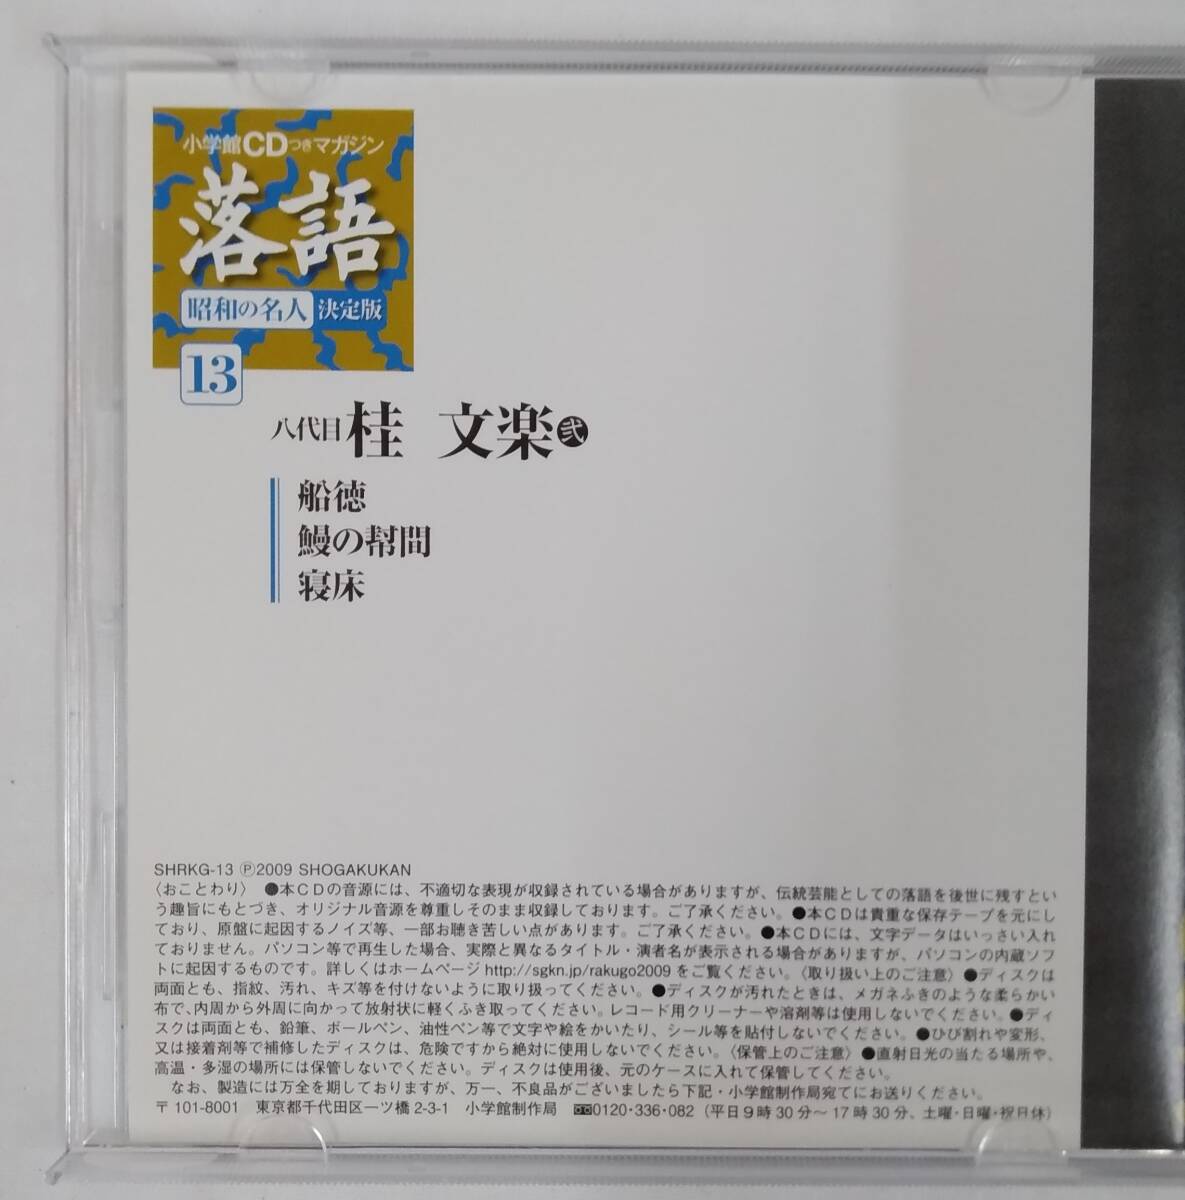 小学館CDつきマガジン
落語
昭和の名人 決定版
13
八代目 桂 文楽 弐
船徳
鰻の幇間
寝床
SHRKG-13 Ⓟ2009 SHOGAKUKAN
〈おことわり〉 ●本CDの音源には、不適切な表現が収録されている場合がありますが、伝統芸能としての落語を後世に残すとい
う趣旨にもとづき、オリジナル音源を尊重しそのまま収録しております。ご了承ください。●本CDは貴重な保存テープを元にし
ており、原盤に起因するノイズ等、一部お聴き苦しい点があります。ご了承ください。●本CDには、文字データはいっさい入れ
ておりません。パソコン等で再生した場合、実際と異なるタイトル・演者名が表示される場合がありますが、パソコンの内蔵ソフ
トに起因するものです。詳しくはホームページ http://sgkn.jp/rakugo2009 をご覧ください。〈取り扱い上のご注意〉 ●ディスクは
両面とも、指紋、汚れ、キズ等を付けないように取り扱ってください。●ディスクが汚れたときは、メガネふきのような柔らかい
布で、内周から外周に向かって放射状に軽くふき取ってください。レコード用クリーナーや溶剤等は使用しないでください。●ディ
スクは両面とも、鉛筆、ボールペン、油性ペン等で文字や絵をかいたり、シール等を貼付しないでください。●ひび割れや変形、
又は接着剤等で補修したディスクは、危険ですから絶対に使用しないでください。〈保管上のご注意〉 ●直射日光の当たる場所や、
高温・多湿の場所には保管しないでください。ディスクは使用後、元のケースに入れて保管してください。
なお、製造には万全を期しておりますが、万一、不良品がございましたら下記・小学館制作局宛てにお送りください。
〒101-8001 東京都千代田区一ツ橋 2-3-1 小学館制作局 0120・336・082 (平日9時30分〜17時30分、土曜・日曜・祝日休)